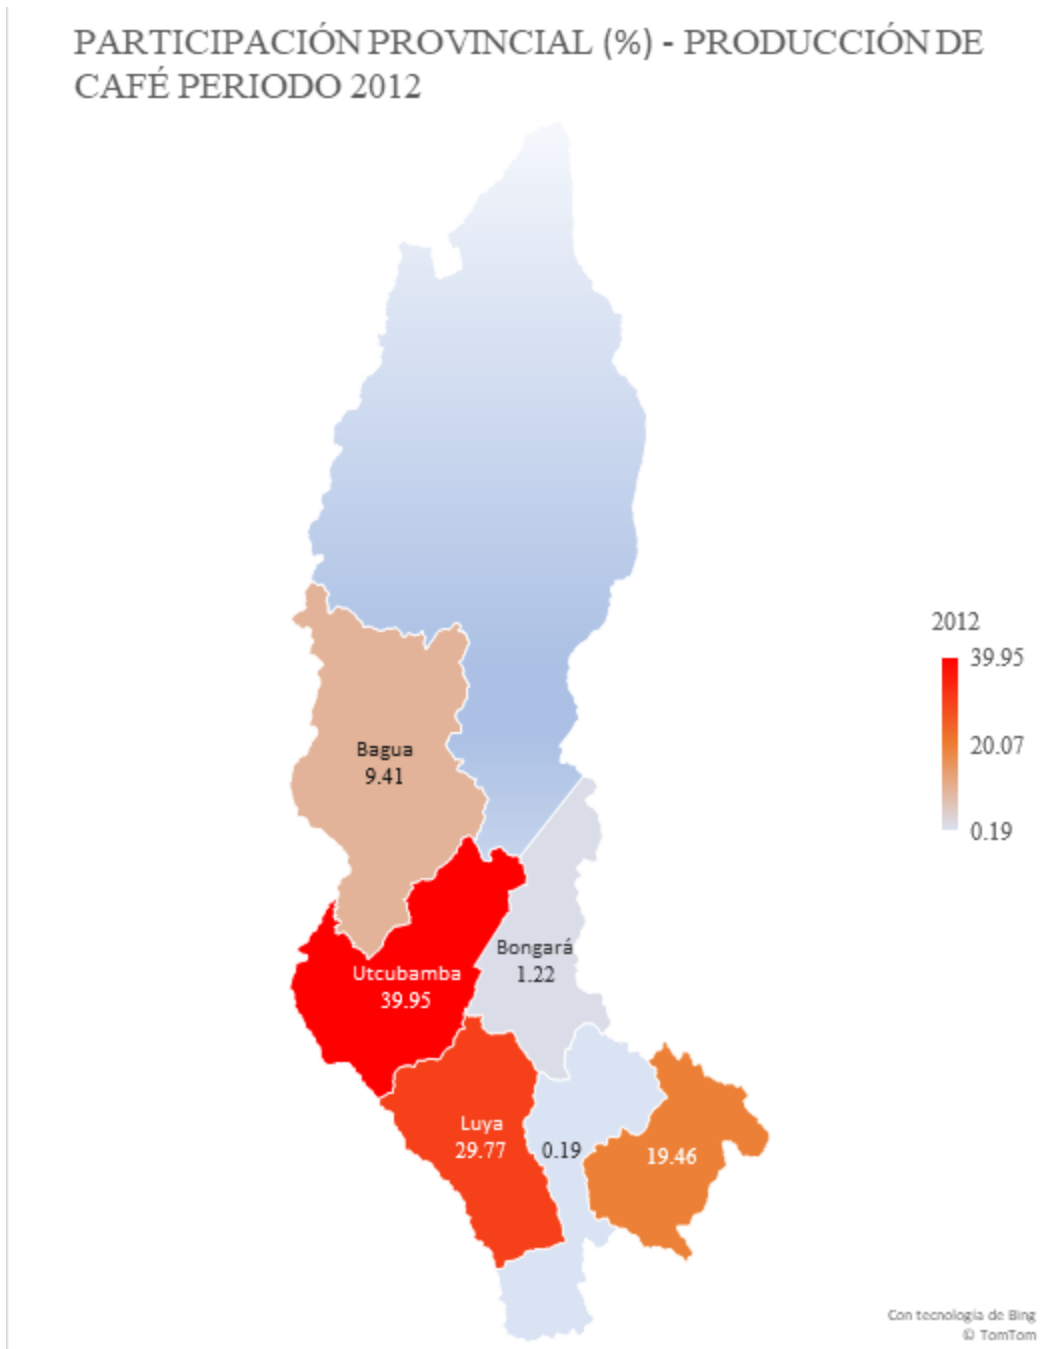 PARTICIPACIÓN PROVINCIAL (%) - PRODUCCIÓN DE
CAFÉ PERIODO 2012
2012
39.95
20.07
0.19
Bagua
9.41
Bongará
1.22
Utcubamba
39.95
Luya
29.77
0.19
19.46
Con tecnología de Bing
© TomTom